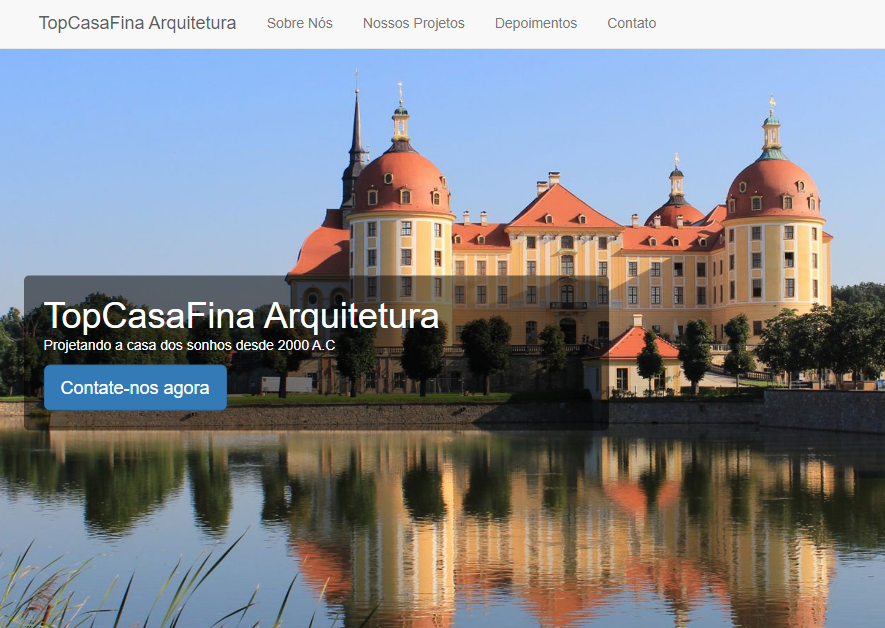 TopCasaFina Arquitetura Sobre Nós Nossos Projetos Depoimentos Contato
TopCasaFina Arquitetura
Projetando a casa dos sonhos desde 2000 A.C
Contate-nos agora